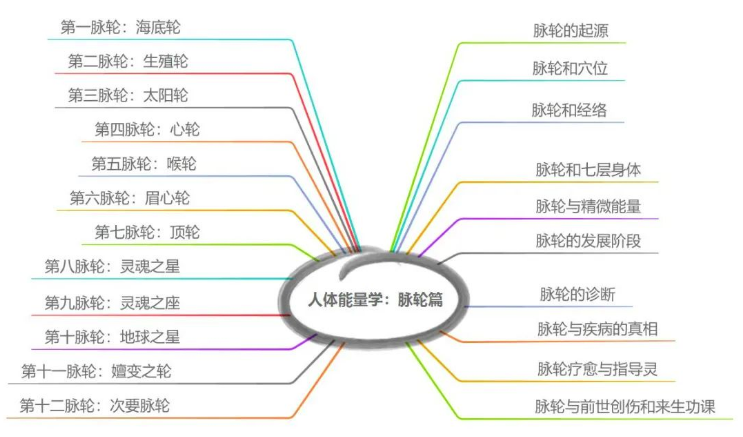 第一脉轮：海底轮
第二脉轮：生殖轮
第三脉轮：太阳轮
第四脉轮：心轮
第五脉轮：喉轮
第六脉轮：眉心轮
第七脉轮：顶轮
第八脉轮：灵魂之星
第九脉轮：灵魂之座
第十脉轮：地球之星
第十一脉轮：嬗变之轮
第十二脉轮：次要脉轮
人体能量学：脉轮篇
脉轮的起源
脉轮和穴位
脉轮和经络
脉轮和七层身体
脉轮与精微能量
脉轮的发展阶段
脉轮的诊断
脉轮与疾病的真相
脉轮疗愈与指导灵
脉轮与前世创伤和来生功课